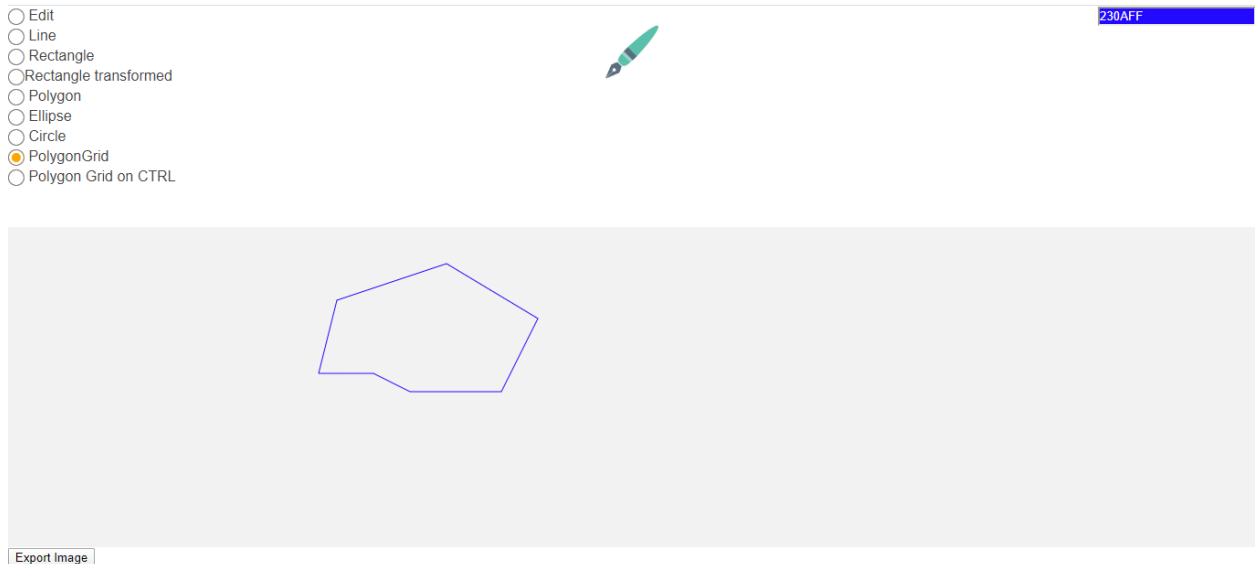 Edit
230AFF
Line
Rectangle
Rectangle transformed
Polygon
Ellipse
Circle
PolygonGrid
Polygon Grid on CTRL
Export Image